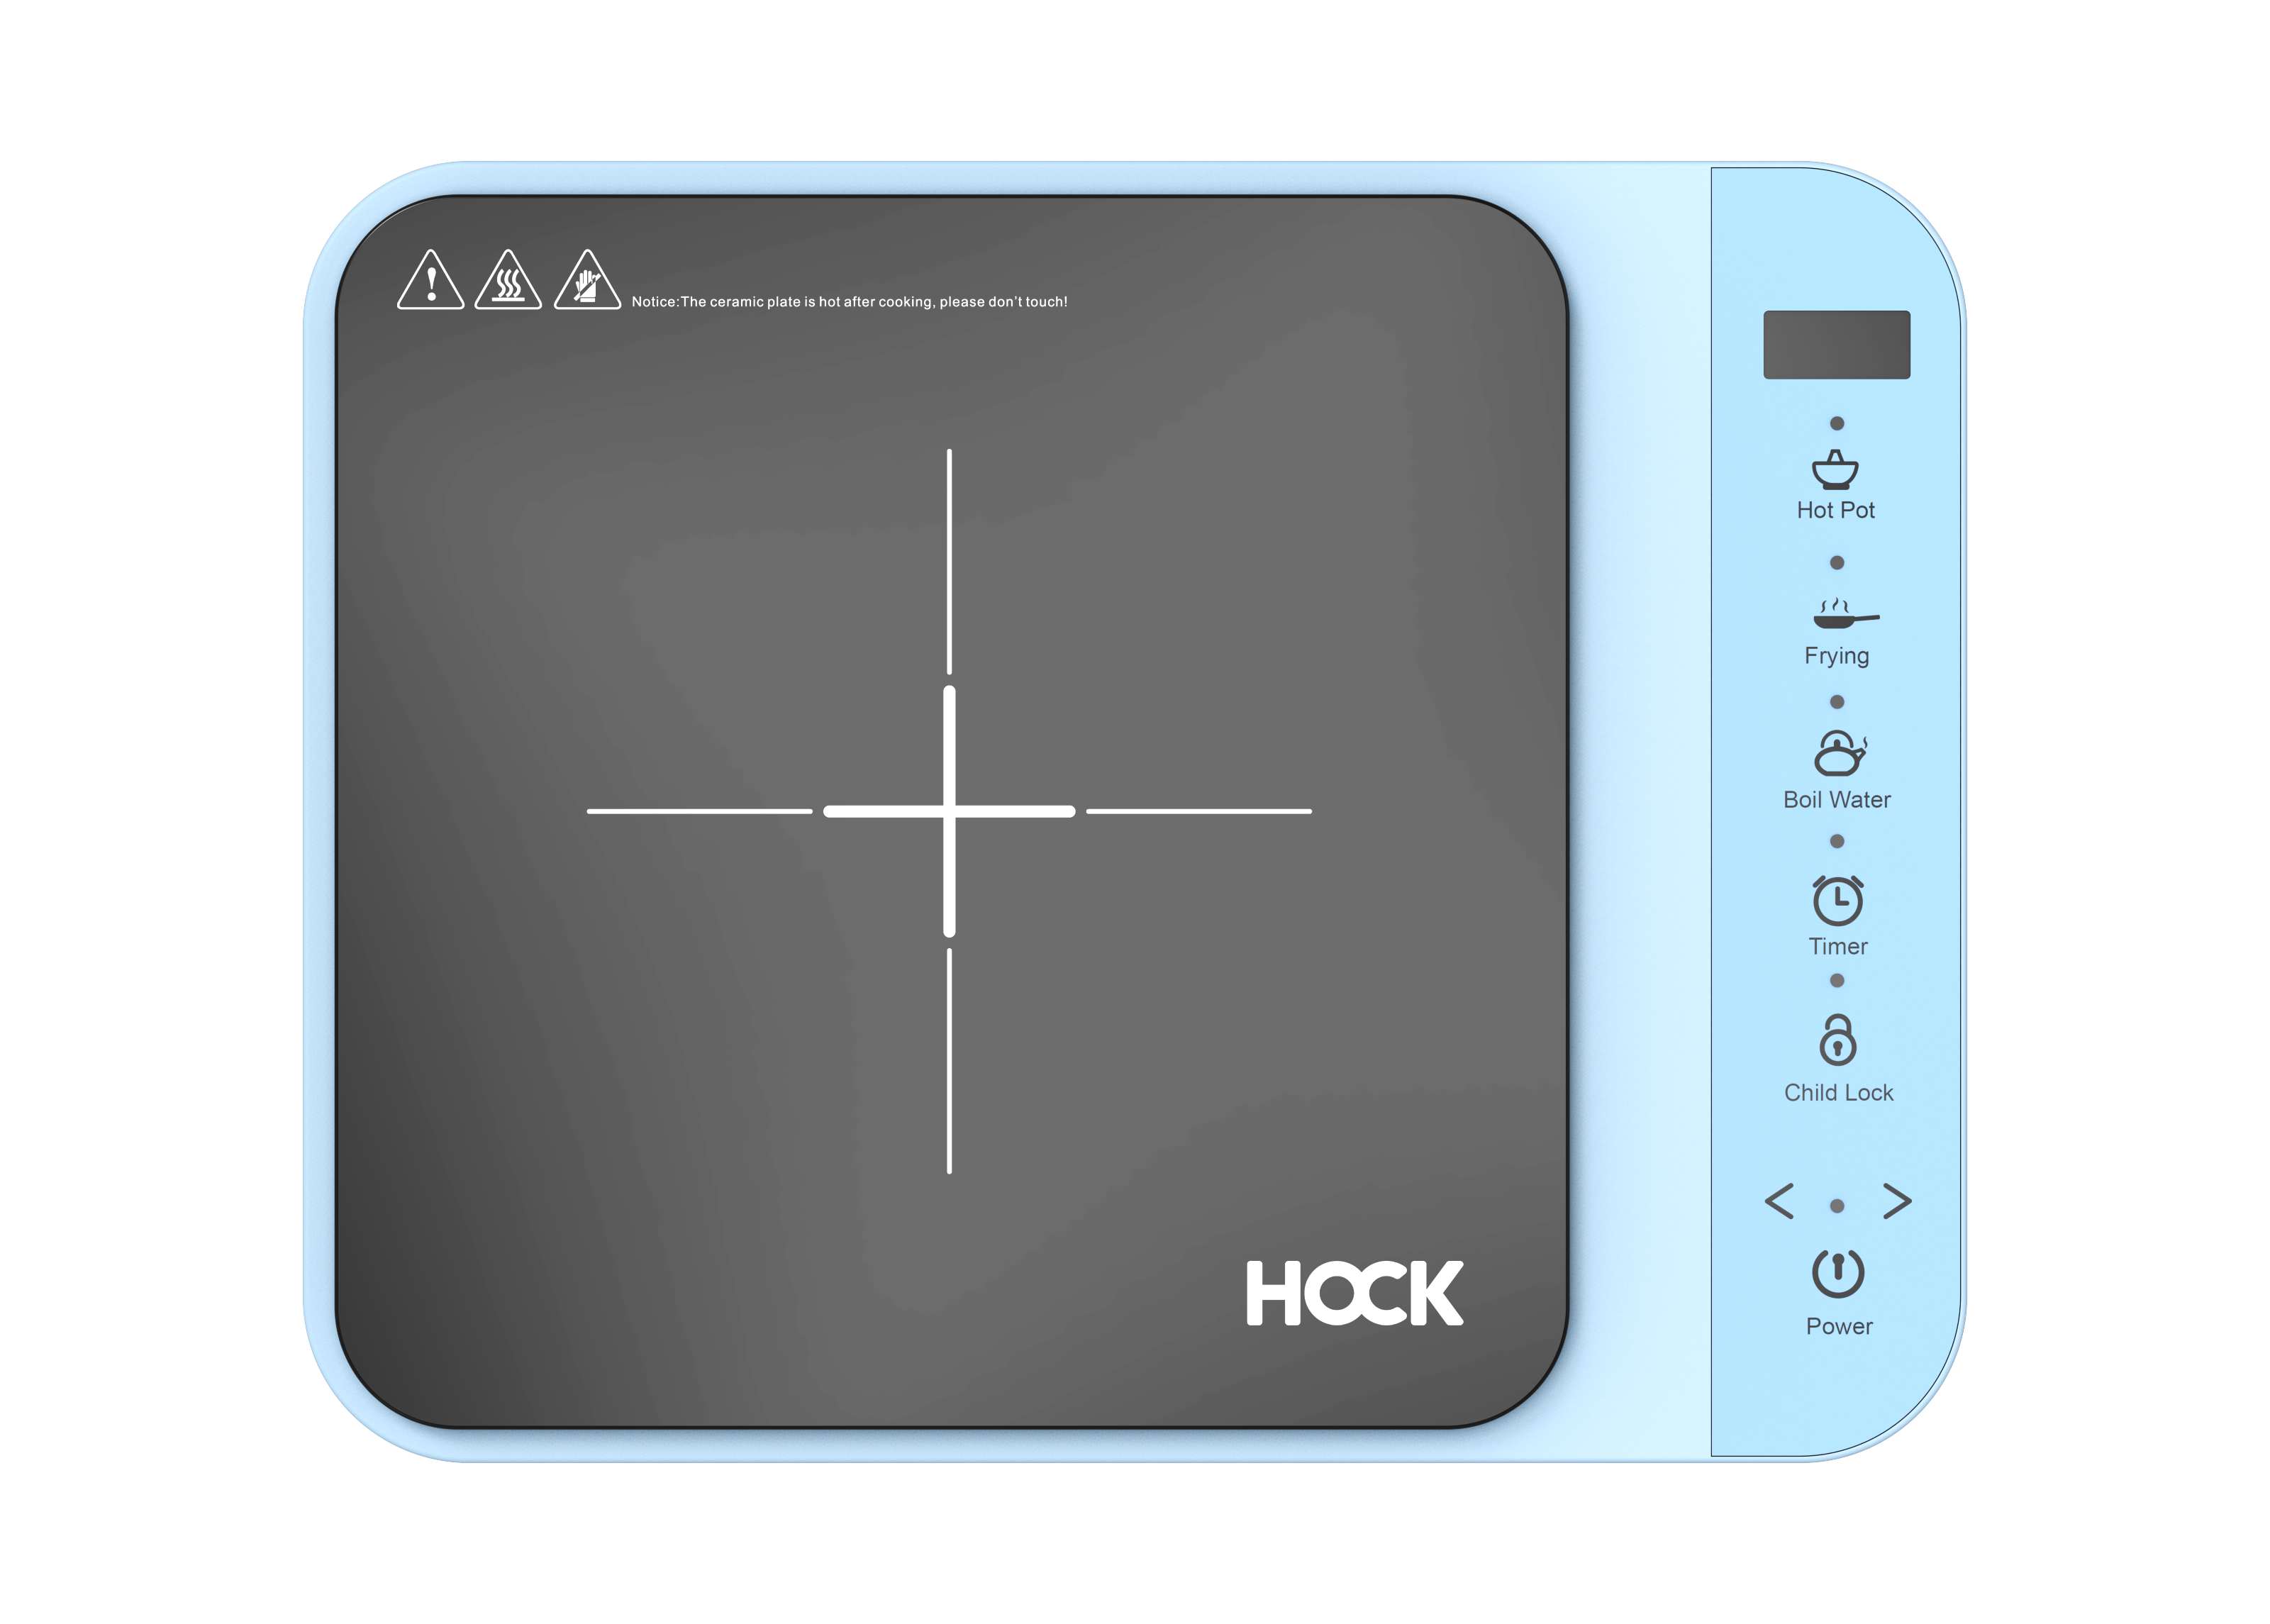 Notice:The ceramic plate is hot after cooking, please don't touch!
HOCK
Hot Pot
Frying
Boil Water
Timer
Child Lock
< >
Power